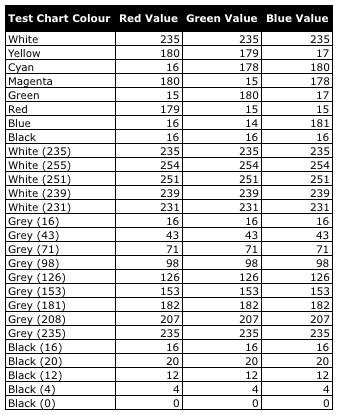 Test Chart Colour Red Value Green Value Blue Value
White 235 235 235
Yellow 180 179 17
Cyan 16 178 180
Magenta 180 15 178
Green 15 180 17
Red 179 15 15
Blue 16 14 181
Black 16 16 16
White (235) 235 235 235
White (255) 254 254 254
White (251) 251 251 251
White (239) 239 239 239
White (231) 231 231 231
Grey (16) 16 16 16
Grey (43) 43 43 43
Grey (71) 71 71 71
Grey (98) 98 98 98
Grey (126) 126 126 126
Grey (153) 153 153 153
Grey (181) 182 182 182
Grey (208) 207 207 207
Grey (235) 235 235 235
Black (16) 16 16 16
Black (20) 20 20 20
Black (12) 12 12 12
Black (4) 4 4 4
Black (0) 0 0 0